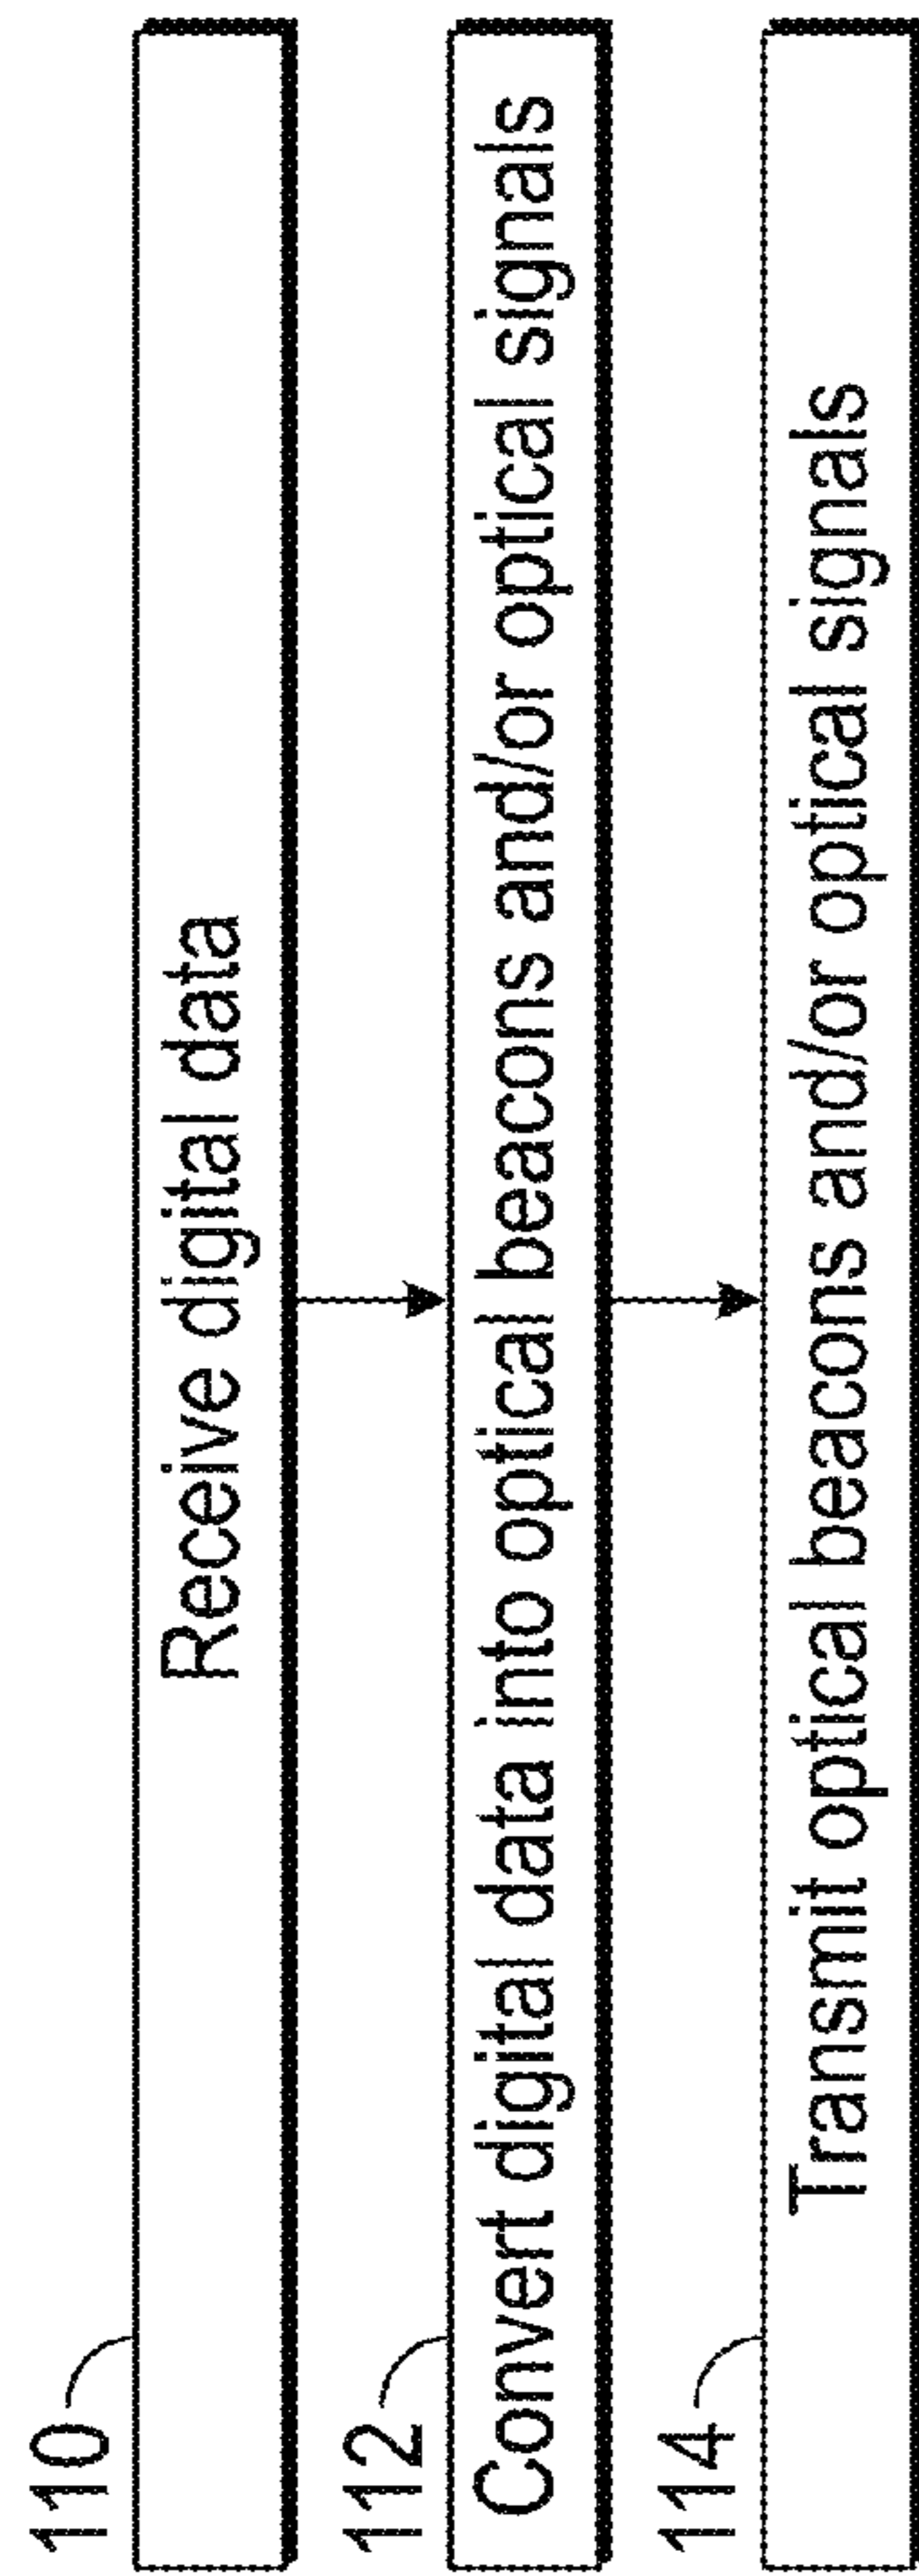 110
Receive digital data
112
Convert digital data into optical beacons and/or optical signals
114
Transmit optical beacons and/or optical signals